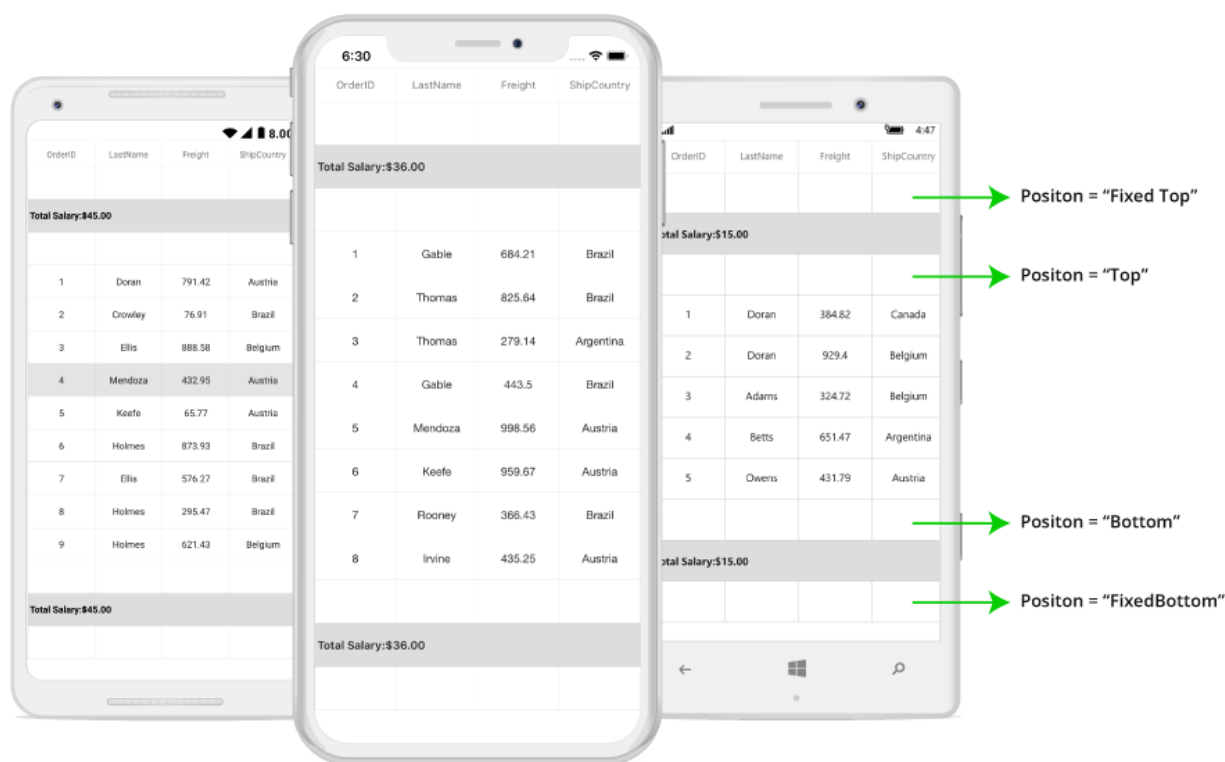 8.00
OrderID LastName Freight ShipCountry
Total Salary:$45.00
1 Doran 791.42 Austria
2 Crowley 76.91 Brazil
3 Ellis 888.58 Belgium
4 Mendoza 432.95 Austria
5 Keefe 65.77 Austria
6 Holmes 873.93 Brazil
7 Ellis 576.27 Brazil
8 Holmes 295.47 Brazil
9 Holmes 621.43 Belgium
Total Salary:$45.00
6:30
OrderID LastName Freight ShipCountry
Total Salary:$36.00
1 Gable 684.21 Brazil
2 Thomas 825.64 Brazil
3 Thomas 279.14 Argentina
4 Gable 443.5 Brazil
5 Mendoza 998.56 Austria
6 Keefe 959.67 Austria
7 Rooney 366.43 Brazil
8 Irvine 435.25 Austria
Total Salary:$36.00
4:47
OrderID LastName Freight ShipCountry
otal Salary:$15.00
1 Doran 384.82 Canada
2 Doran 929.4 Belgium
3 Adams 324.72 Belgium
4 Betts 651.47 Argentina
5 Owens 431.79 Austria
otal Salary:$15.00
Positon = “Fixed Top”
Positon = “Top”
Positon = “Bottom”
Positon = “FixedBottom”